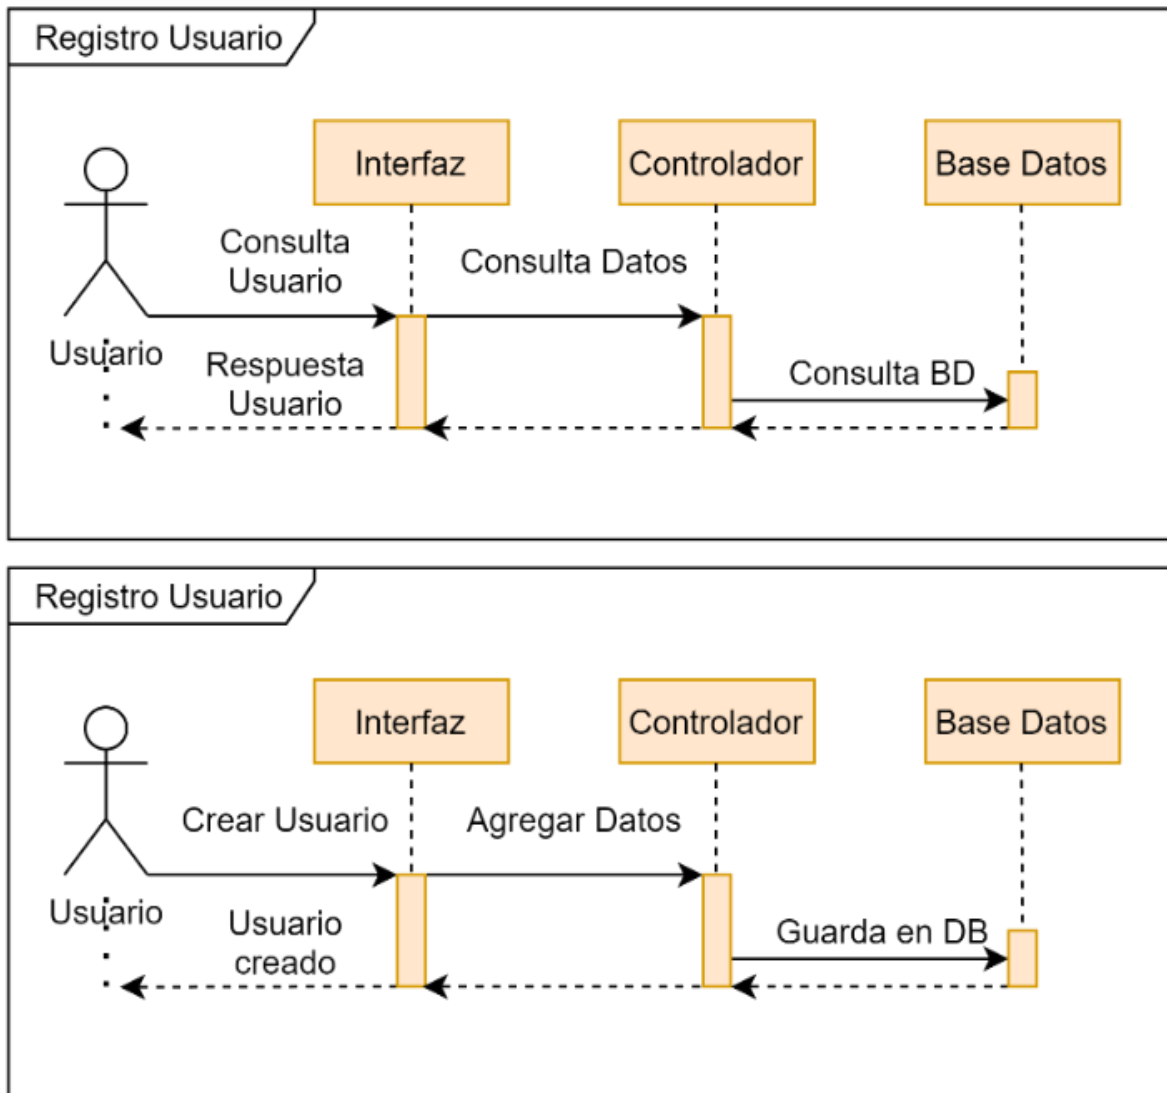 Registro Usuario
Interfaz
Controlador
Base Datos
Consulta
Usuario
Consulta Datos
Usuario
Respuesta
Usuario
Consulta BD
Registro Usuario
Interfaz
Controlador
Base Datos
Crear Usuario
Agregar Datos
Usuario
Usuario
creado
Guarda en DB